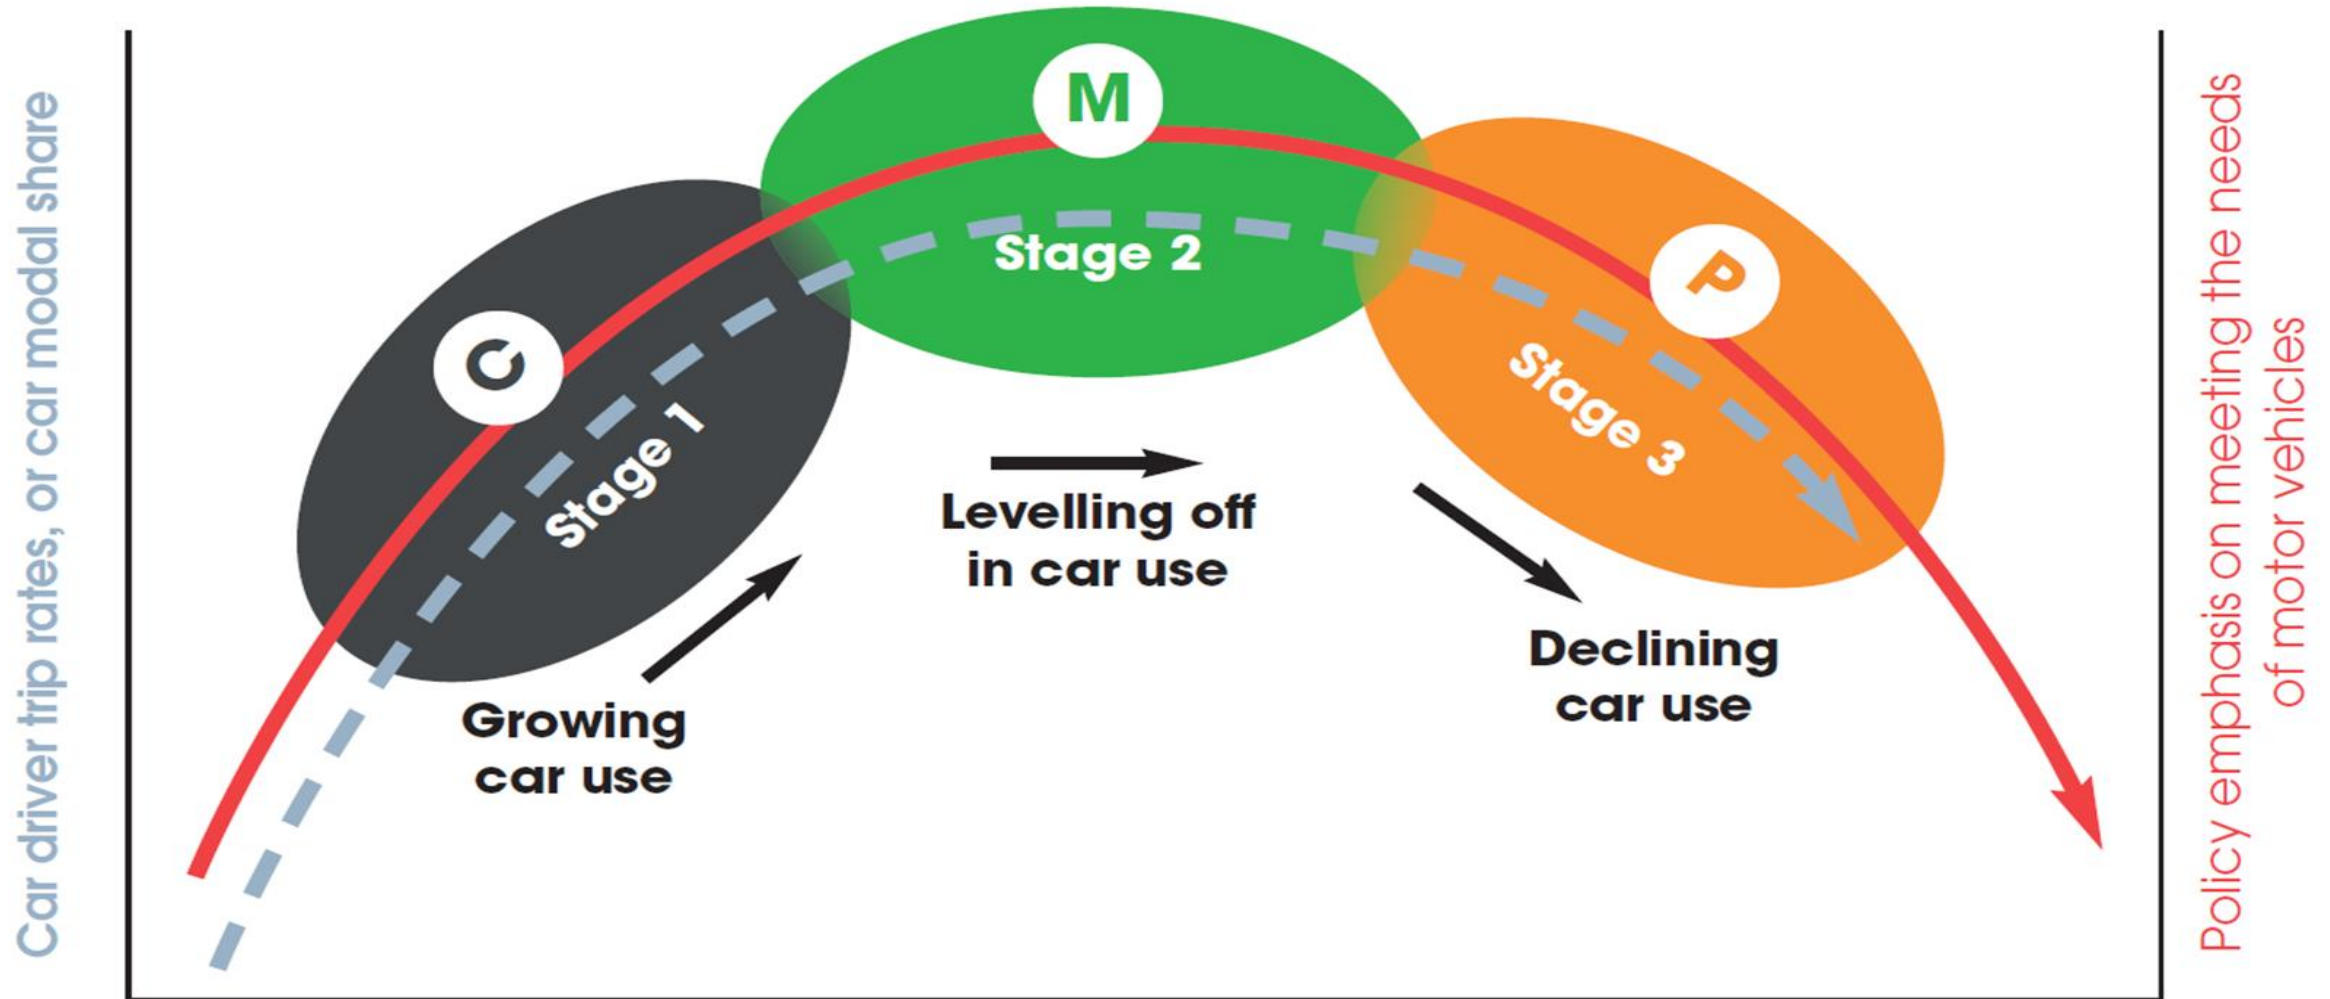 Car driver trip rates, or car modal share
M
C
P
Stage 1
Stage 2
Stage 3
Growing
car use
Levelling off
in car use
Declining
car use
Policy emphasis on meeting the needs
of motor vehicles